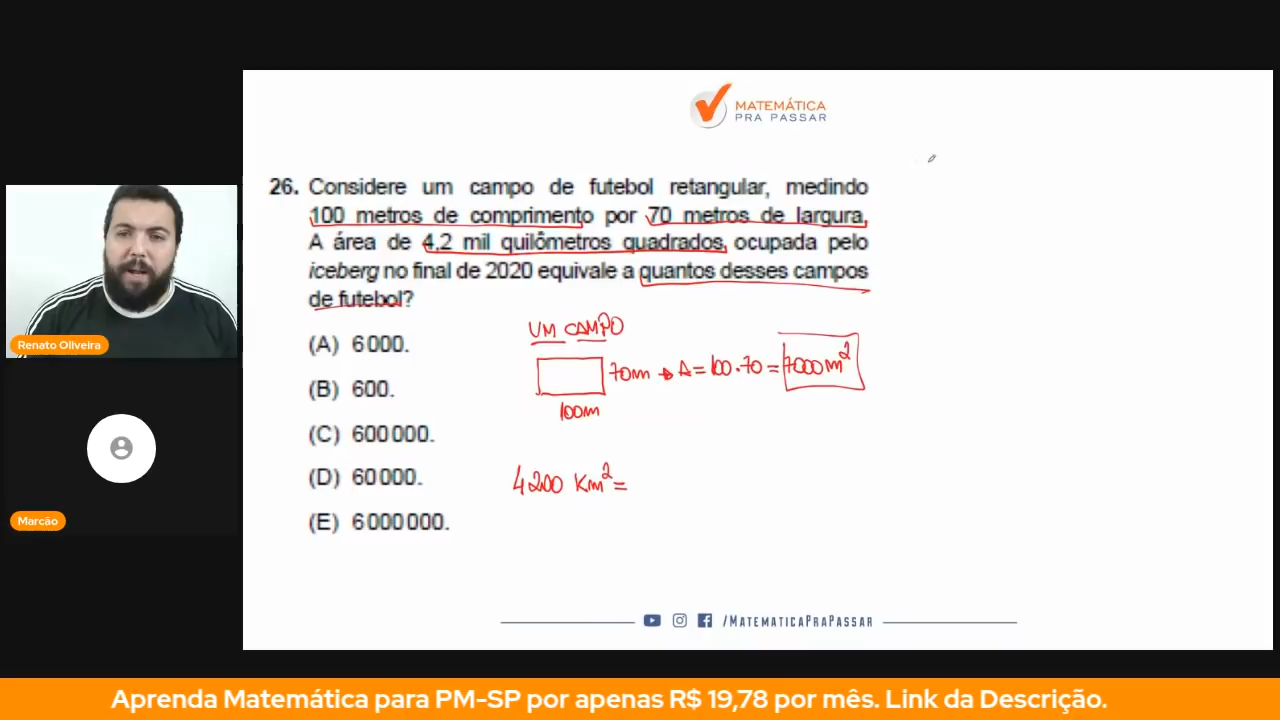 MATEMÁTICA
PRA PASSAR
26. Considere um campo de futebol retangular, medindo
100 metros de comprimento por 70 metros de largura.
A área de 4,2 mil quilômetros quadrados, ocupada pelo
iceberg no final de 2020 equivale a quantos desses campos
de futebol?
(A) 6 000.
(B) 600.
(C) 600 000.
(D) 60 000.
(E) 6 000 000.
UM CAMPO
70m → A = 100 . 70 = 7000 m²
100m
4200 Km² =
Renato Oliveira
Marcão
/MatematicaPraPassar
Aprenda Matemática para PM-SP por apenas R$ 19,78 por mês. Link da Descrição.